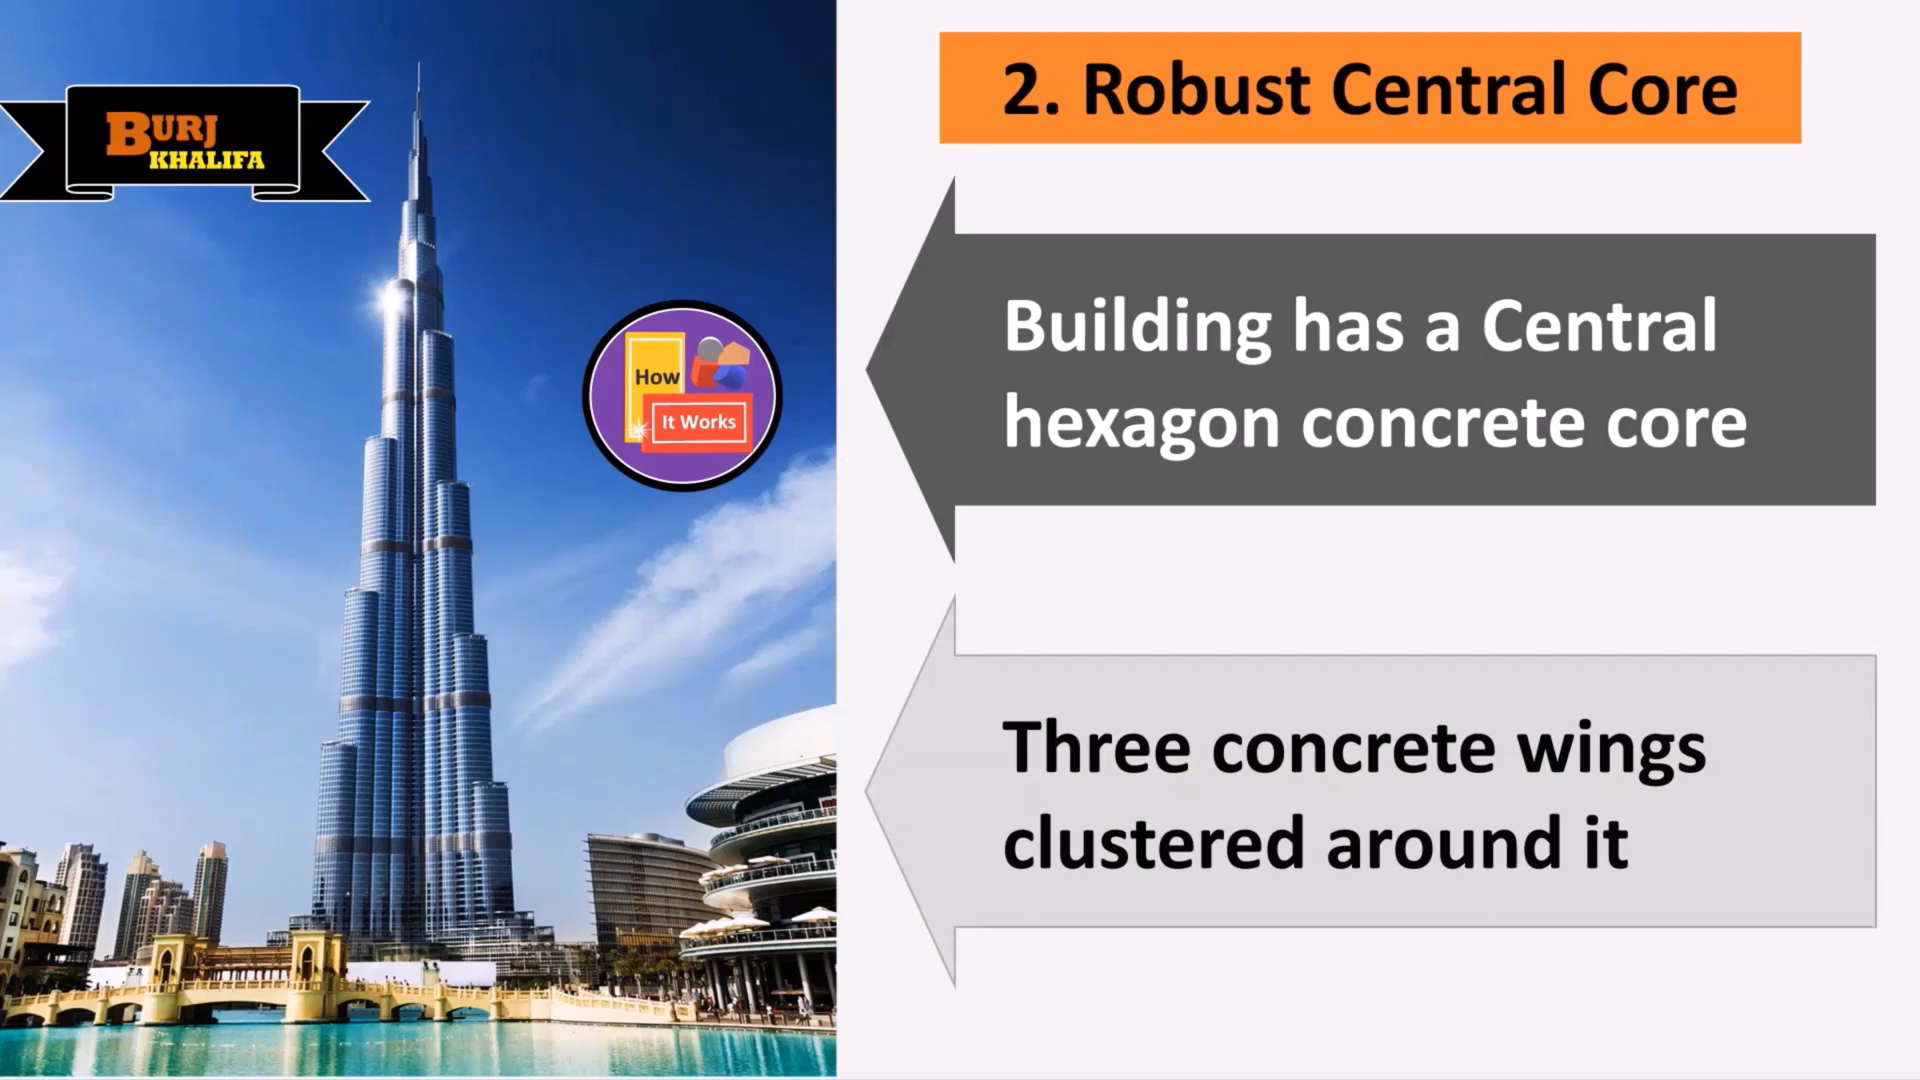 BURJ
KHALIFA
How
It Works
2. Robust Central Core
Building has a Central
hexagon concrete core
Three concrete wings
clustered around it